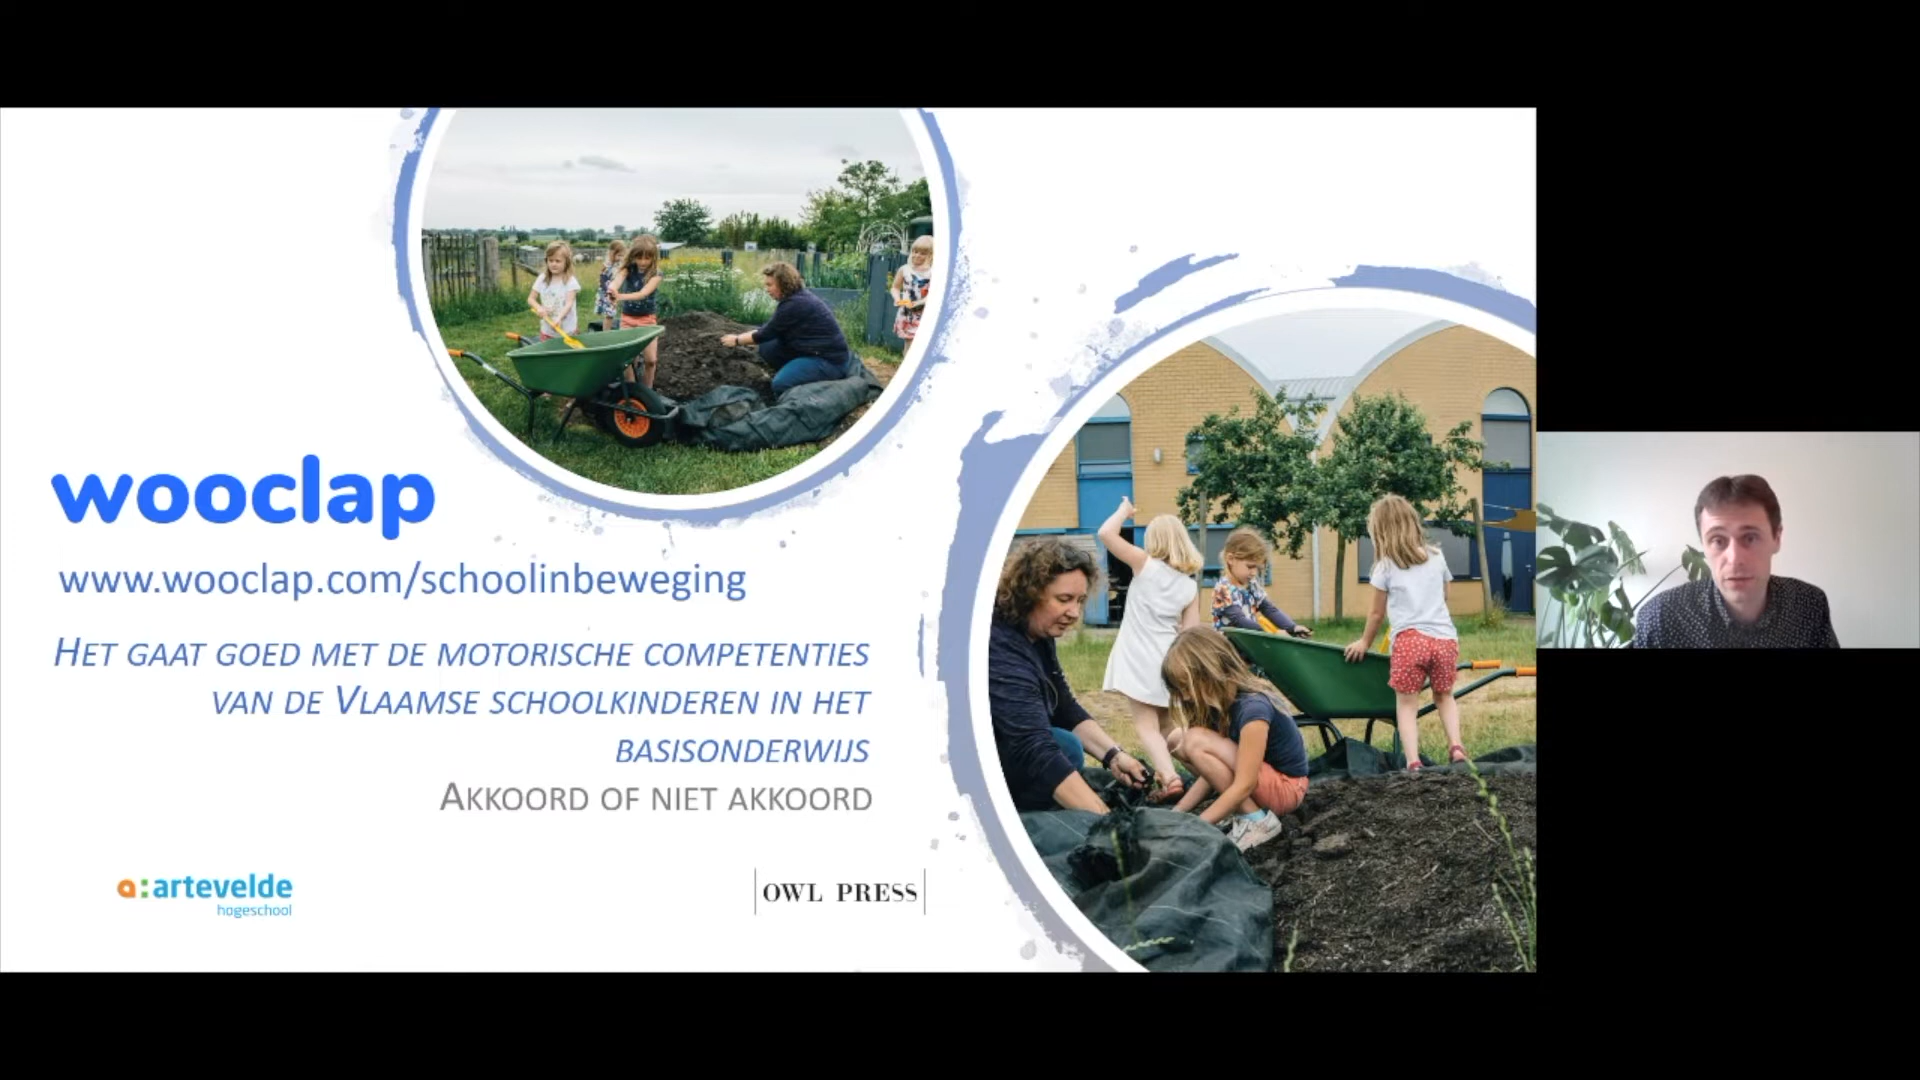 wooclap
www.wooclap.com/schoolinbeweging
HET GAAT GOED MET DE MOTORISCHE COMPETENTIES
VAN DE VLAAMSE SCHOOLKINDEREN IN HET
BASISONDERWIJS
AKKOORD OF NIET AKKOORD
a:artevelde
hogeschool
OWL PRESS